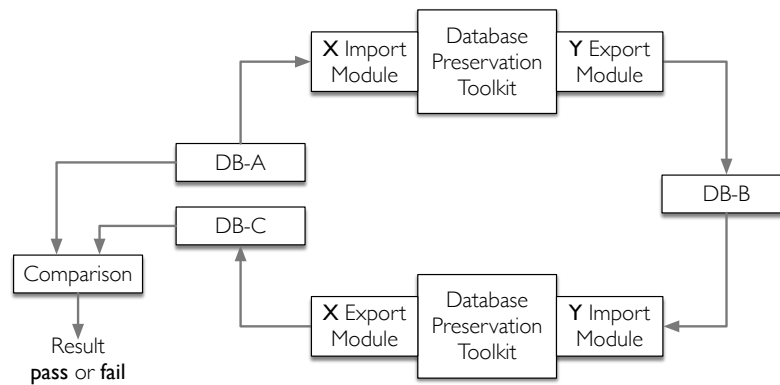 X Import
Module
Database
Preservation
Toolkit
Y Export
Module
DB-A
DB-B
DB-C
Comparison
X Export
Module
Database
Preservation
Toolkit
Y Import
Module
Result
pass or fail